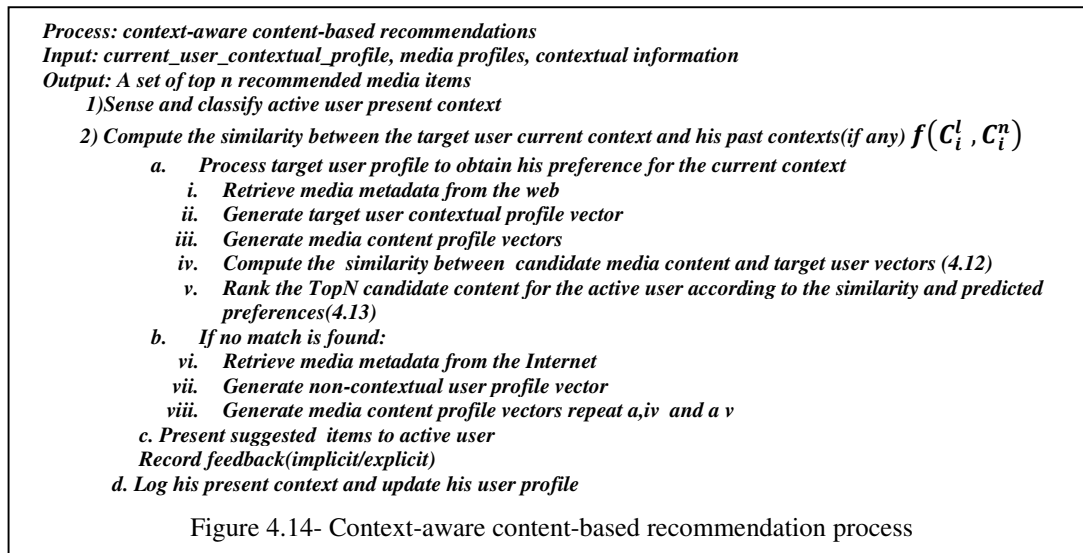 Process: context-aware content-based recommendations
Input: current_user_contextual_profile, media profiles, contextual information
Output: A set of top n recommended media items
1)Sense and classify active user present context
2) Compute the similarity between the target user current context and his past contexts(if any) f(C_i^l , C_i^n)
a. Process target user profile to obtain his preference for the current context
i. Retrieve media metadata from the web
ii. Generate target user contextual profile vector
iii. Generate media content profile vectors
iv. Compute the similarity between candidate media content and target user vectors (4.12)
v. Rank the TopN candidate content for the active user according to the similarity and predicted
preferences(4.13)
b. If no match is found:
vi. Retrieve media metadata from the Internet
vii. Generate non-contextual user profile vector
viii. Generate media content profile vectors repeat a,iv and a v
c. Present suggested items to active user
Record feedback(implicit/explicit)
d. Log his present context and update his user profile
Figure 4.14- Context-aware content-based recommendation process